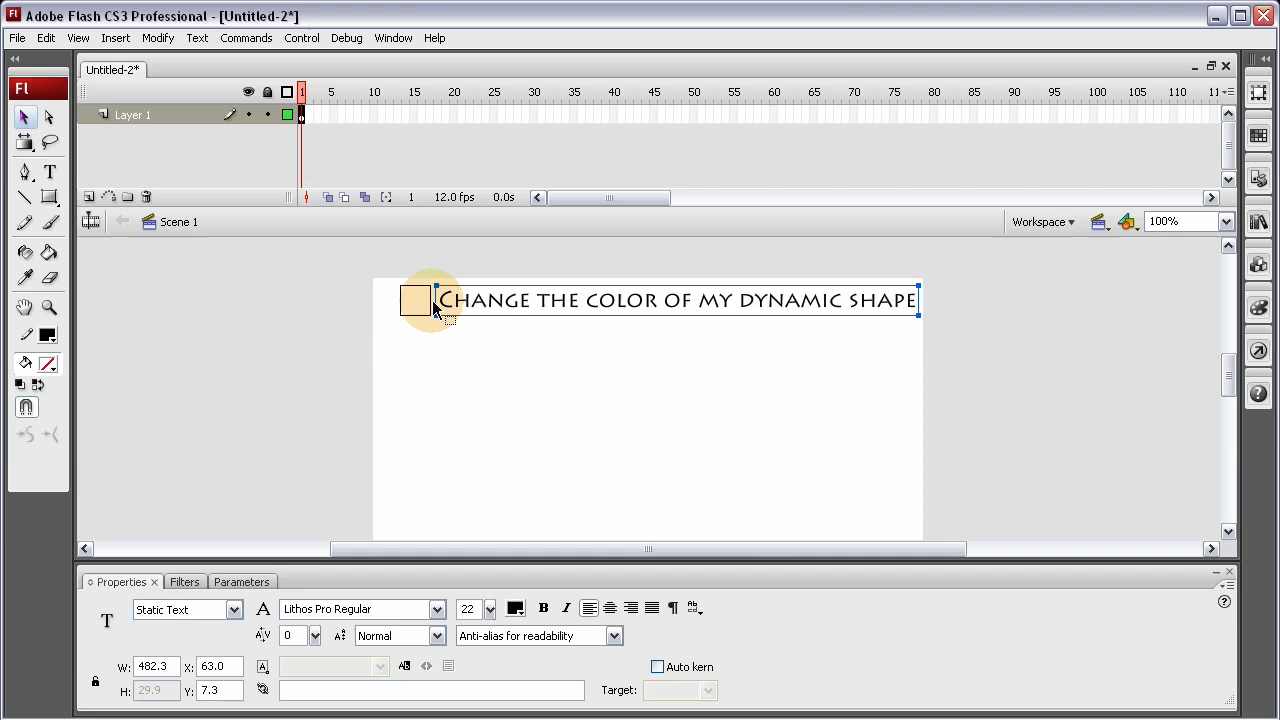 Fl Adobe Flash CS3 Professional - [Untitled-2*]
File Edit View Insert Modify Text Commands Control Debug Window Help
Untitled-2*
Fl
1 5 10 15 20 25 30 35 40 45 50 55 60 65 70 75 80 85 90 95 100 105 110 11
Layer 1
1 12.0 fps 0.0s
Scene 1 Workspace 100%
Change the color of my dynamic shape
Properties Filters Parameters
T Static Text A Lithos Pro Regular 22 B I
0 Normal Anti-alias for readability
W: 482.3 X: 63.0 Auto kern
H: 29.9 Y: 7.3 Target: